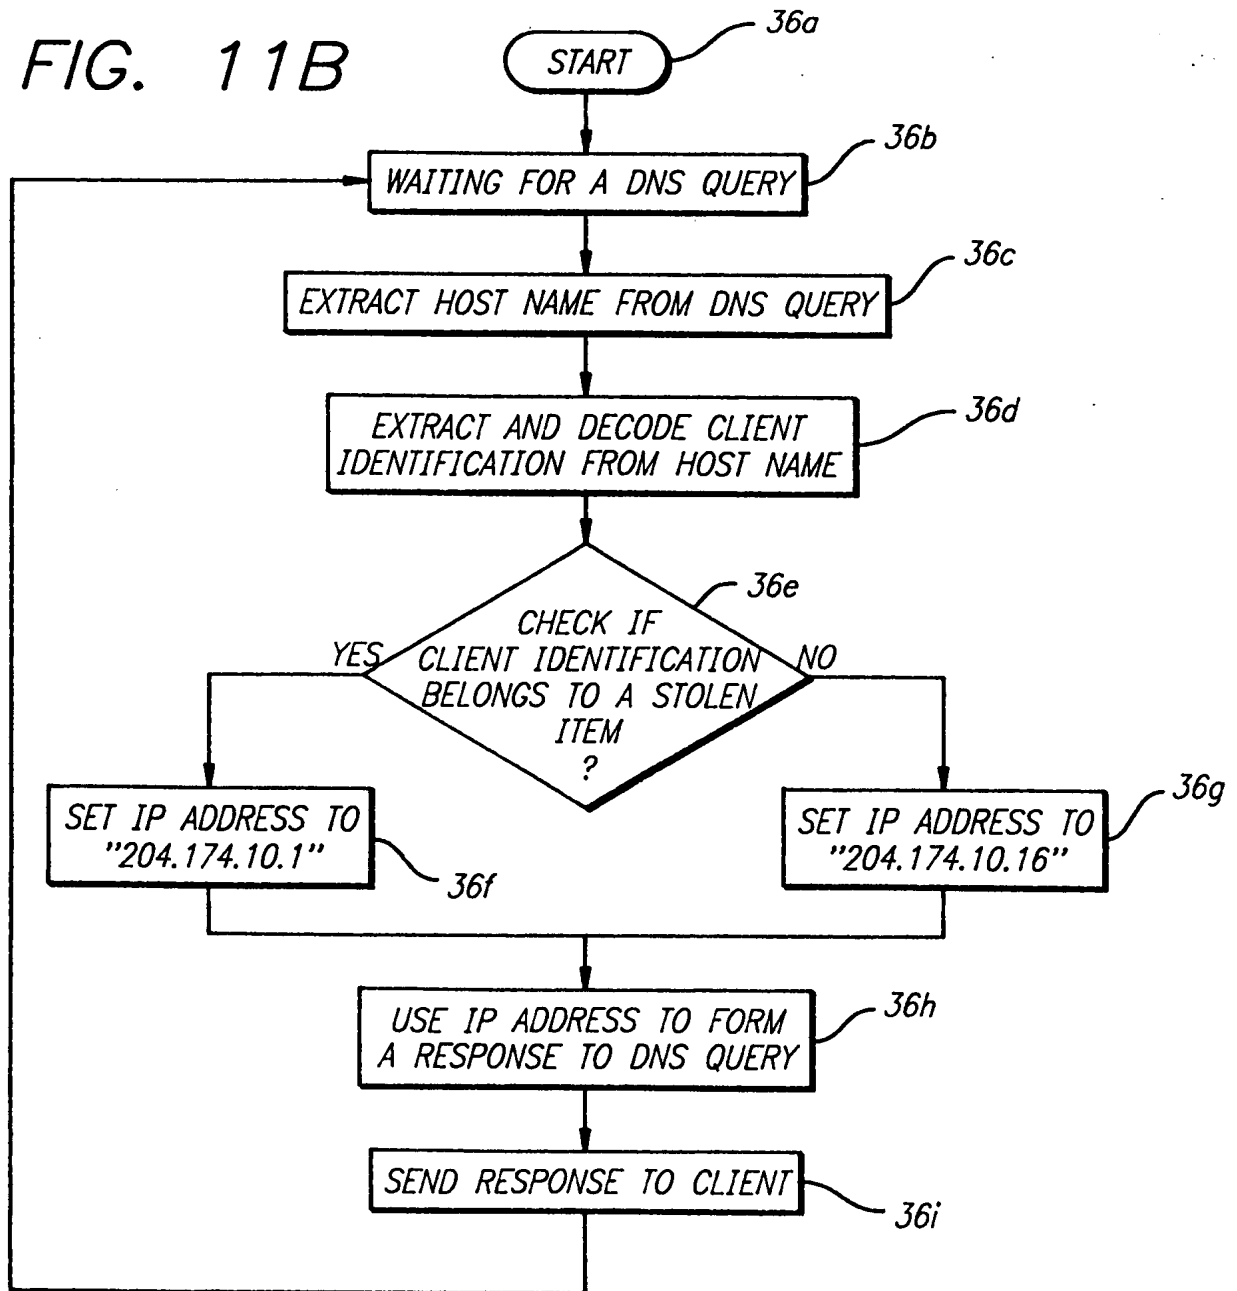 FIG. 11B
START
36a
WAITING FOR A DNS QUERY
36b
EXTRACT HOST NAME FROM DNS QUERY
36c
EXTRACT AND DECODE CLIENT
IDENTIFICATION FROM HOST NAME
36d
CHECK IF
CLIENT IDENTIFICATION
BELONGS TO A STOLEN
ITEM
?
36e
YES
NO
SET IP ADDRESS TO
"204.174.10.1"
36f
SET IP ADDRESS TO
"204.174.10.16"
36g
USE IP ADDRESS TO FORM
A RESPONSE TO DNS QUERY
36h
SEND RESPONSE TO CLIENT
36i